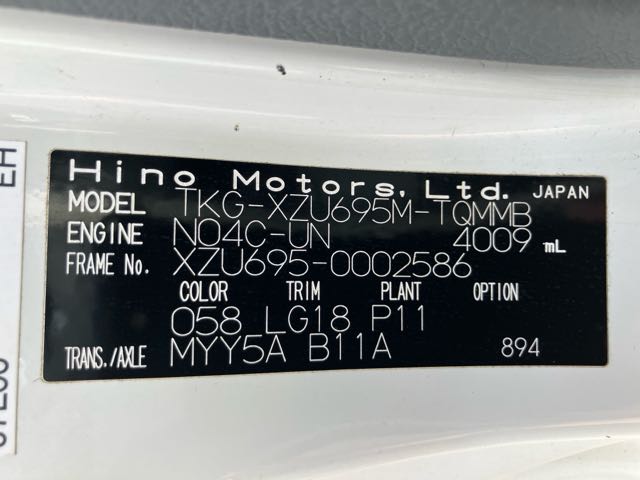 Hino Motors, Ltd. JAPAN
MODEL TKG-XZU695M-TQMMB
ENGINE N04C-UN 4009 mL
FRAME No. XZU695-0002586
COLOR TRIM PLANT OPTION
058 LG18 P11
TRANS./AXLE MYY5A B11A 894
EH